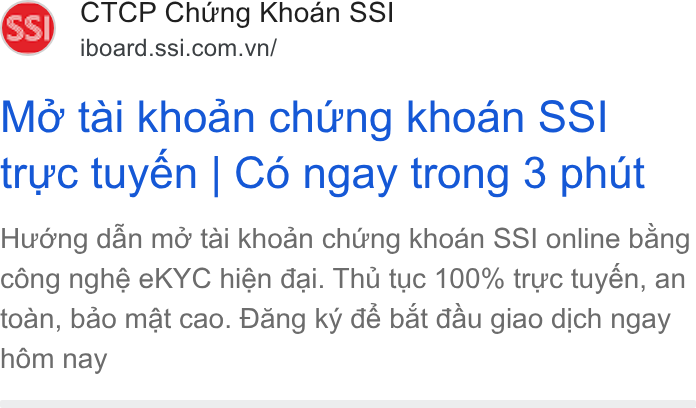 SSI
CTCP Chứng Khoán SSI
iboard.ssi.com.vn/
Mở tài khoản chứng khoán SSI
trực tuyến | Có ngay trong 3 phút
Hướng dẫn mở tài khoản chứng khoán SSI online bằng
công nghệ eKYC hiện đại. Thủ tục 100% trực tuyến, an
toàn, bảo mật cao. Đăng ký để bắt đầu giao dịch ngay
hôm nay